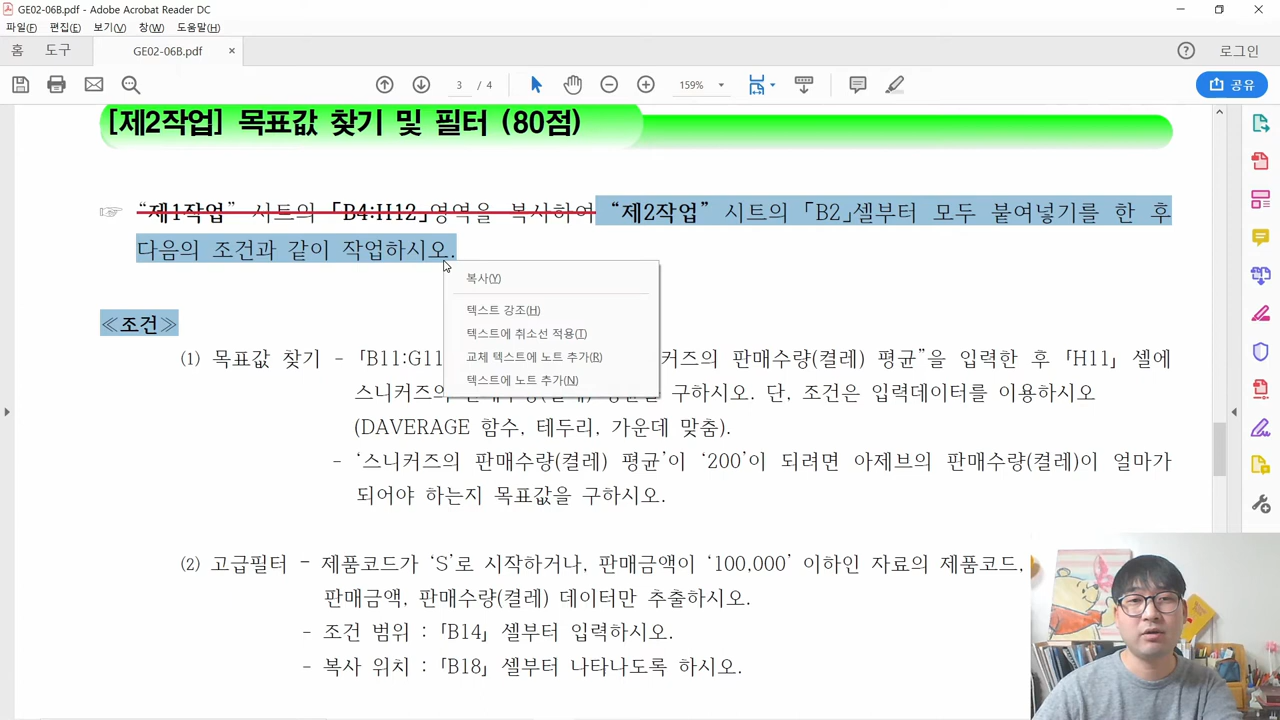 GE02-06B.pdf - Adobe Acrobat Reader DC
파일(F) 편집(E) 보기(V) 창(W) 도움말(H)
홈 도구 GE02-06B.pdf × 로그인
3 / 4 159% 공유
[제2작업] 목표값 찾기 및 필터 (80점)
☞ “제1작업” 시트의 「B4:H12」영역을 복사하여 “제2작업” 시트의 「B2」셀부터 모두 붙여넣기를 한 후
다음의 조건과 같이 작업하시오.
복사(Y)
텍스트 강조(H)
텍스트에 취소선 적용(T)
교체 텍스트에 노트 추가(R)
텍스트에 노트 추가(N)
≪조건≫
(1) 목표값 찾기 - 「B11:G11 커즈의 판매수량(켤레) 평균”을 입력한 후 「H11」 셀에
스니커즈의 구하시오. 단, 조건은 입력데이터를 이용하시오
(DAVERAGE 함수, 테두리, 가운데 맞춤).
- ‘스니커즈의 판매수량(켤레) 평균’이 ‘200’이 되려면 아제브의 판매수량(켤레)이 얼마가
되어야 하는지 목표값을 구하시오.
(2) 고급필터 - 제품코드가 ‘S’로 시작하거나, 판매금액이 ‘100,000’ 이하인 자료의 제품코드,
판매금액, 판매수량(켤레) 데이터만 추출하시오.
- 조건 범위 : 「B14」 셀부터 입력하시오.
- 복사 위치 : 「B18」 셀부터 나타나도록 하시오.